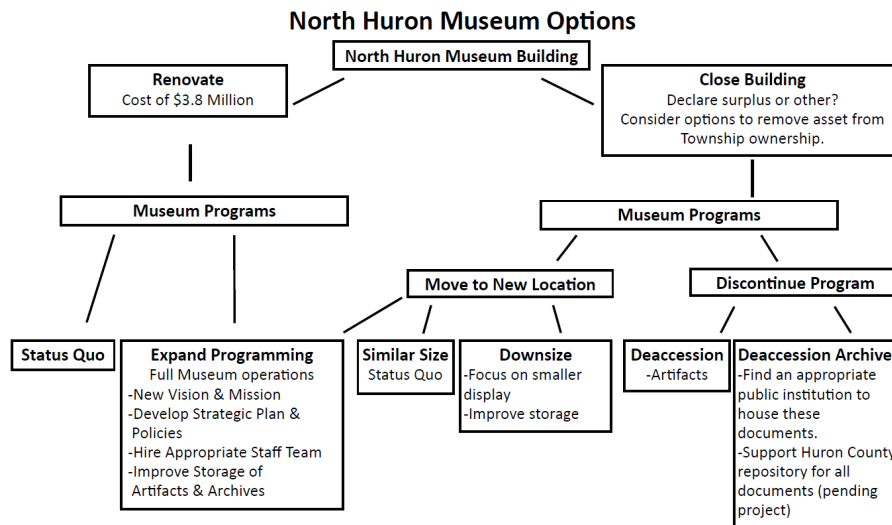 North Huron Museum Options
North Huron Museum Building
Renovate
Cost of $3.8 Million
Close Building
Declare surplus or other?
Consider options to remove asset from
Township ownership.
Museum Programs
Museum Programs
Move to New Location
Discontinue Program
Status Quo
Expand Programming
Full Museum operations
-New Vision & Mission
-Develop Strategic Plan &
Policies
-Hire Appropriate Staff Team
-Improve Storage of
Artifacts & Archives
Similar Size
Status Quo
Downsize
-Focus on smaller
display
-Improve storage
Deaccession
-Artifacts
Deaccession Archive
-Find an appropriate
public institution to
house these
documents.
-Support Huron County
repository for all
documents (pending
project)